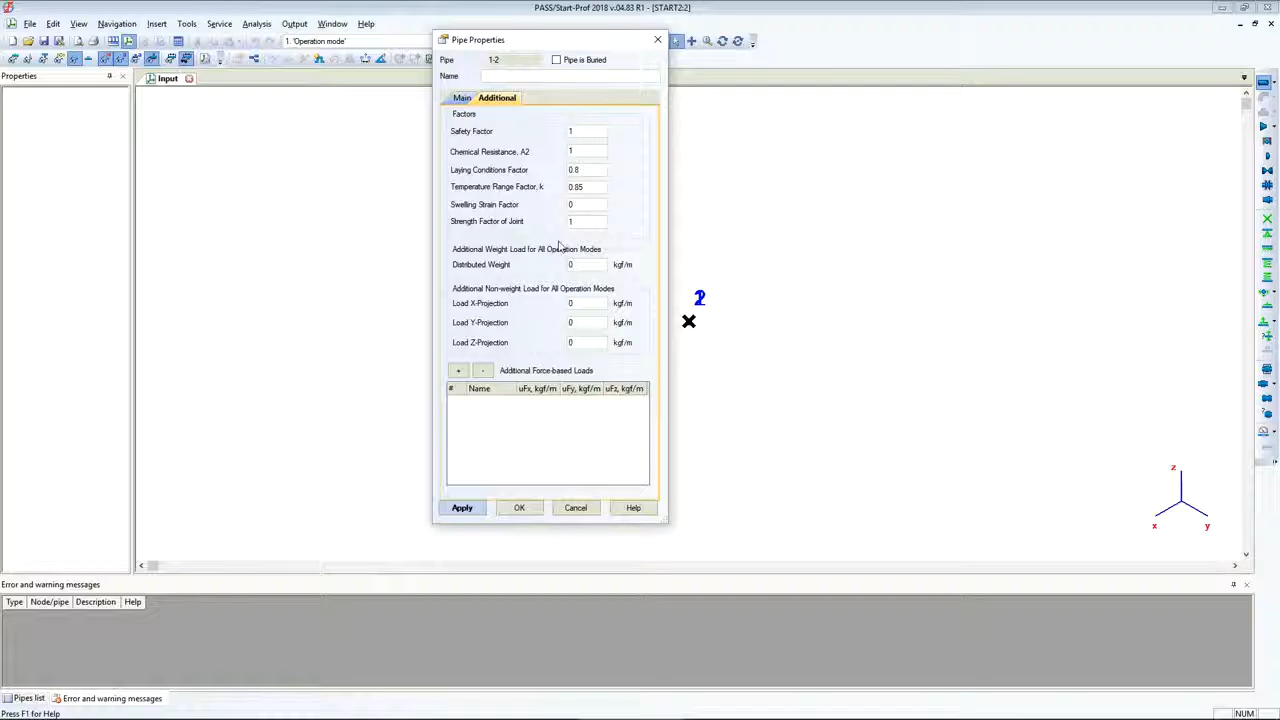 PASS/Start-Prof 2018 v.04.83 R1 - [START2:2]
File Edit View Navigation Insert Tools Service Analysis Output Window Help
1. 'Operation mode'
Properties
Input
Pipe Properties
Pipe 1-2 Pipe is Buried
Name
Main Additional
Factors
Safety Factor 1
Chemical Resistance, A2 1
Laying Conditions Factor 0.8
Temperature Range Factor, k 0.85
Swelling Strain Factor 0
Strength Factor of Joint 1
Additional Weight Load for All Operation Modes
Distributed Weight 0 kgf/m
Additional Non-weight Load for All Operation Modes
Load X-Projection 0 kgf/m
Load Y-Projection 0 kgf/m
Load Z-Projection 0 kgf/m
+ - Additional Force-based Loads
# Name uFx, kgf/m uFy, kgf/m uFz, kgf/m
Apply OK Cancel Help
z
x y
Error and warning messages
Type Node/pipe Description Help
Pipes list Error and warning messages
Press F1 for Help NUM